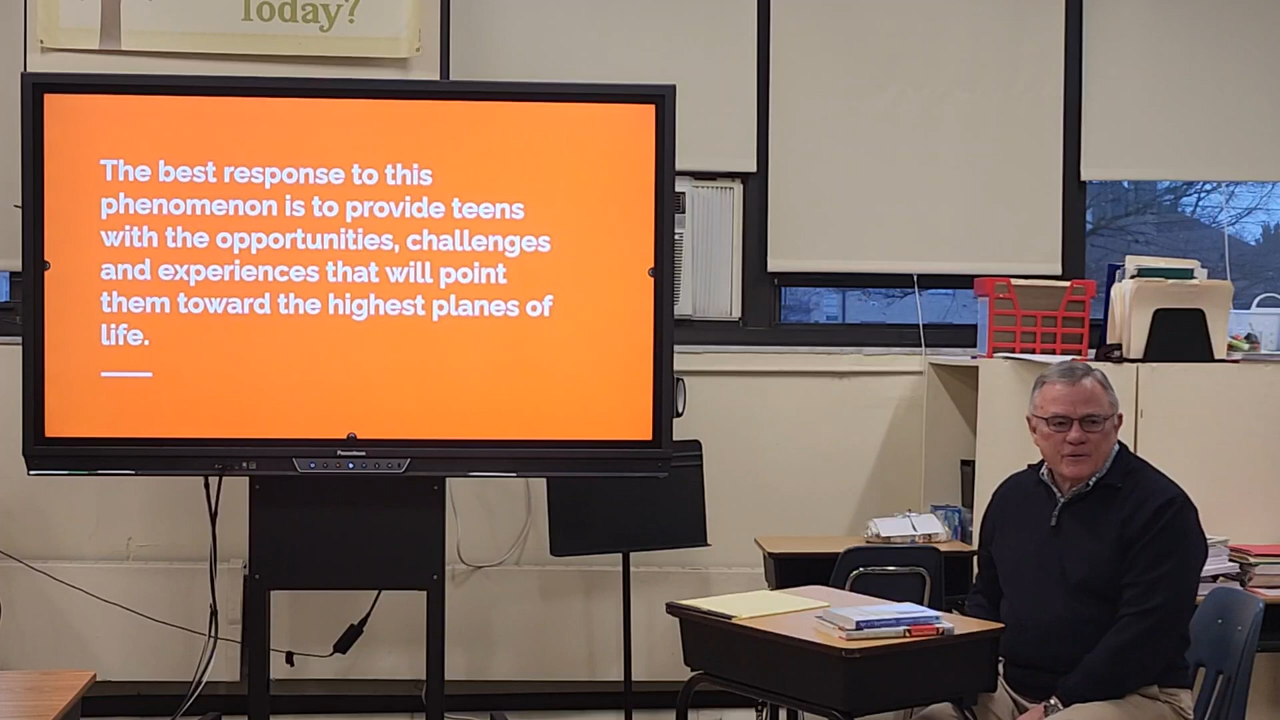 Today?
The best response to this
phenomenon is to provide teens
with the opportunities, challenges
and experiences that will point
them toward the highest planes of
life.
Promethean